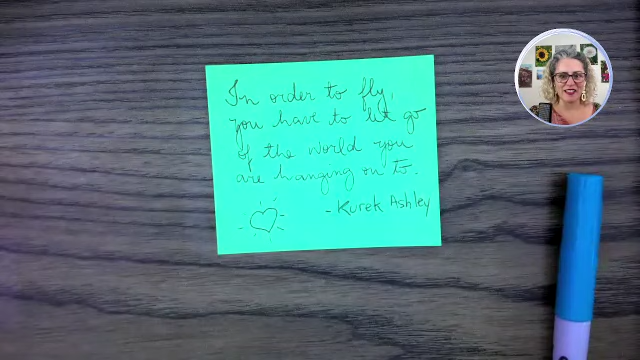 In order to fly,
you have to let go
of the world you
are hanging on to.
- Kurek Ashley